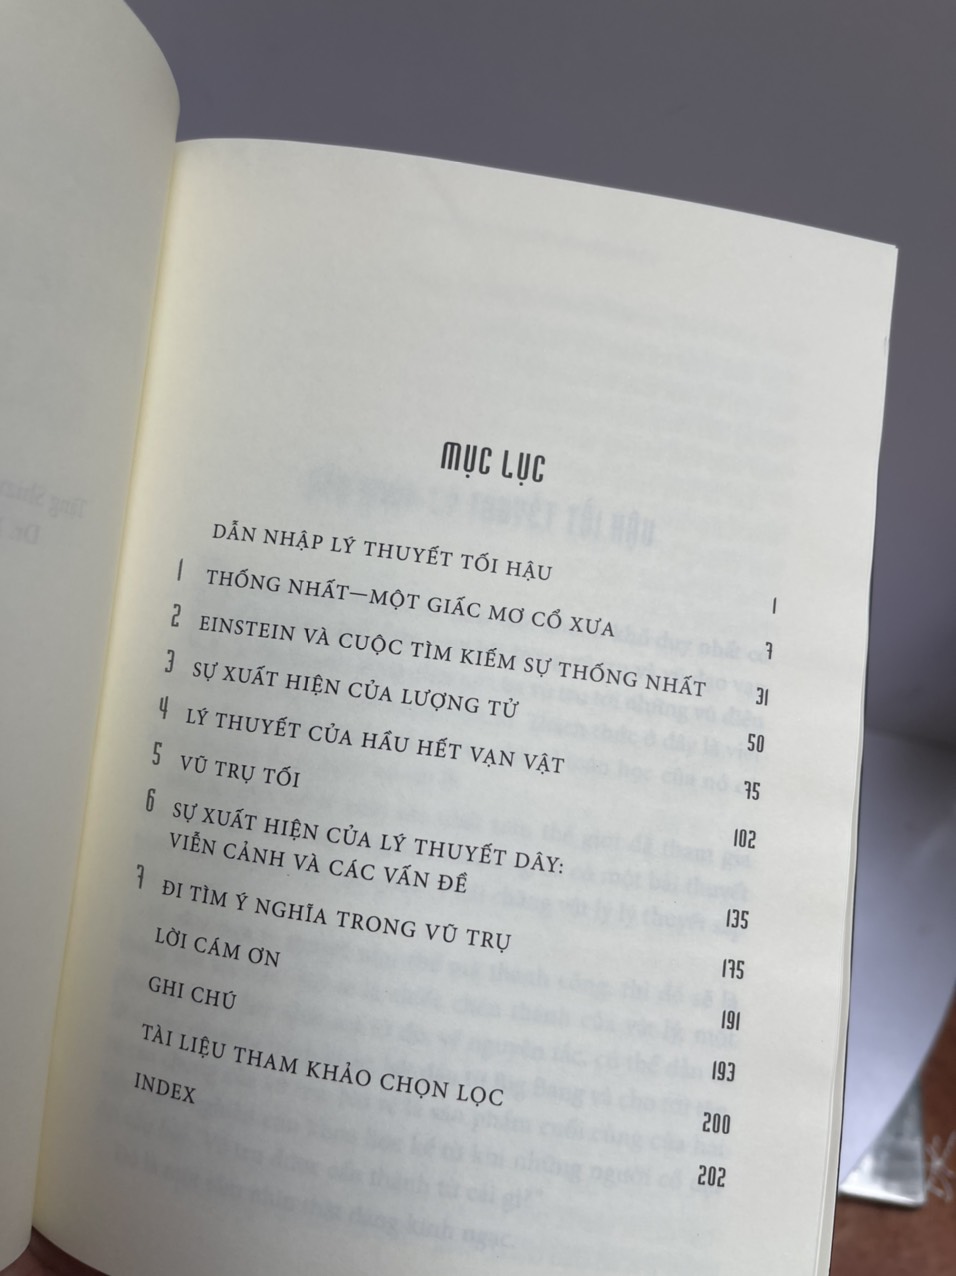 MỤC LỤC
DẪN NHẬP LÝ THUYẾT TỐI HẬU 1
1 THỐNG NHẤT—MỘT GIẤC MƠ CỔ XƯA 7
2 EINSTEIN VÀ CUỘC TÌM KIẾM SỰ THỐNG NHẤT 31
3 SỰ XUẤT HIỆN CỦA LƯỢNG TỬ 50
4 LÝ THUYẾT CỦA HẦU HẾT VẠN VẬT 75
5 VŨ TRỤ TỐI 102
6 SỰ XUẤT HIỆN CỦA LÝ THUYẾT DÂY:
VIỄN CẢNH VÀ CÁC VẤN ĐỀ 135
7 ĐI TÌM Ý NGHĨA TRONG VŨ TRỤ 175
LỜI CÁM ƠN 191
GHI CHÚ 193
TÀI LIỆU THAM KHẢO CHỌN LỌC 200
INDEX 202